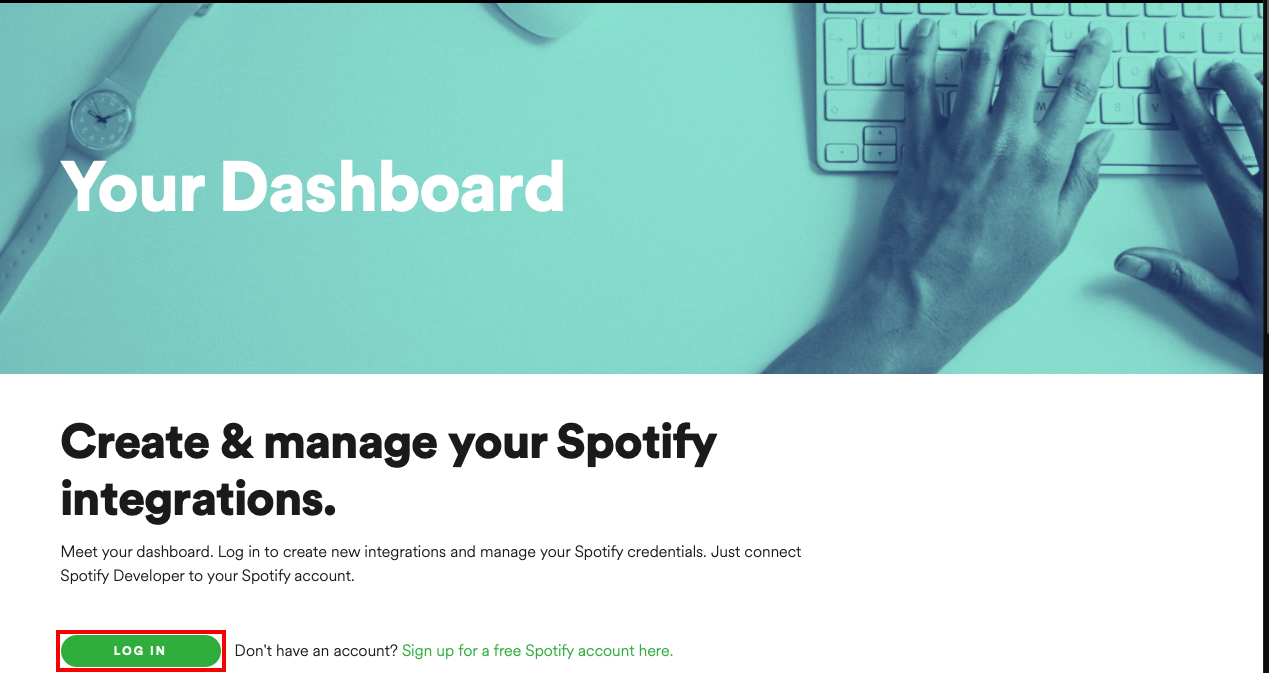 Your Dashboard
Create & manage your Spotify
integrations.
Meet your dashboard. Log in to create new integrations and manage your Spotify credentials. Just connect
Spotify Developer to your Spotify account.
LOG IN Don't have an account? Sign up for a free Spotify account here.